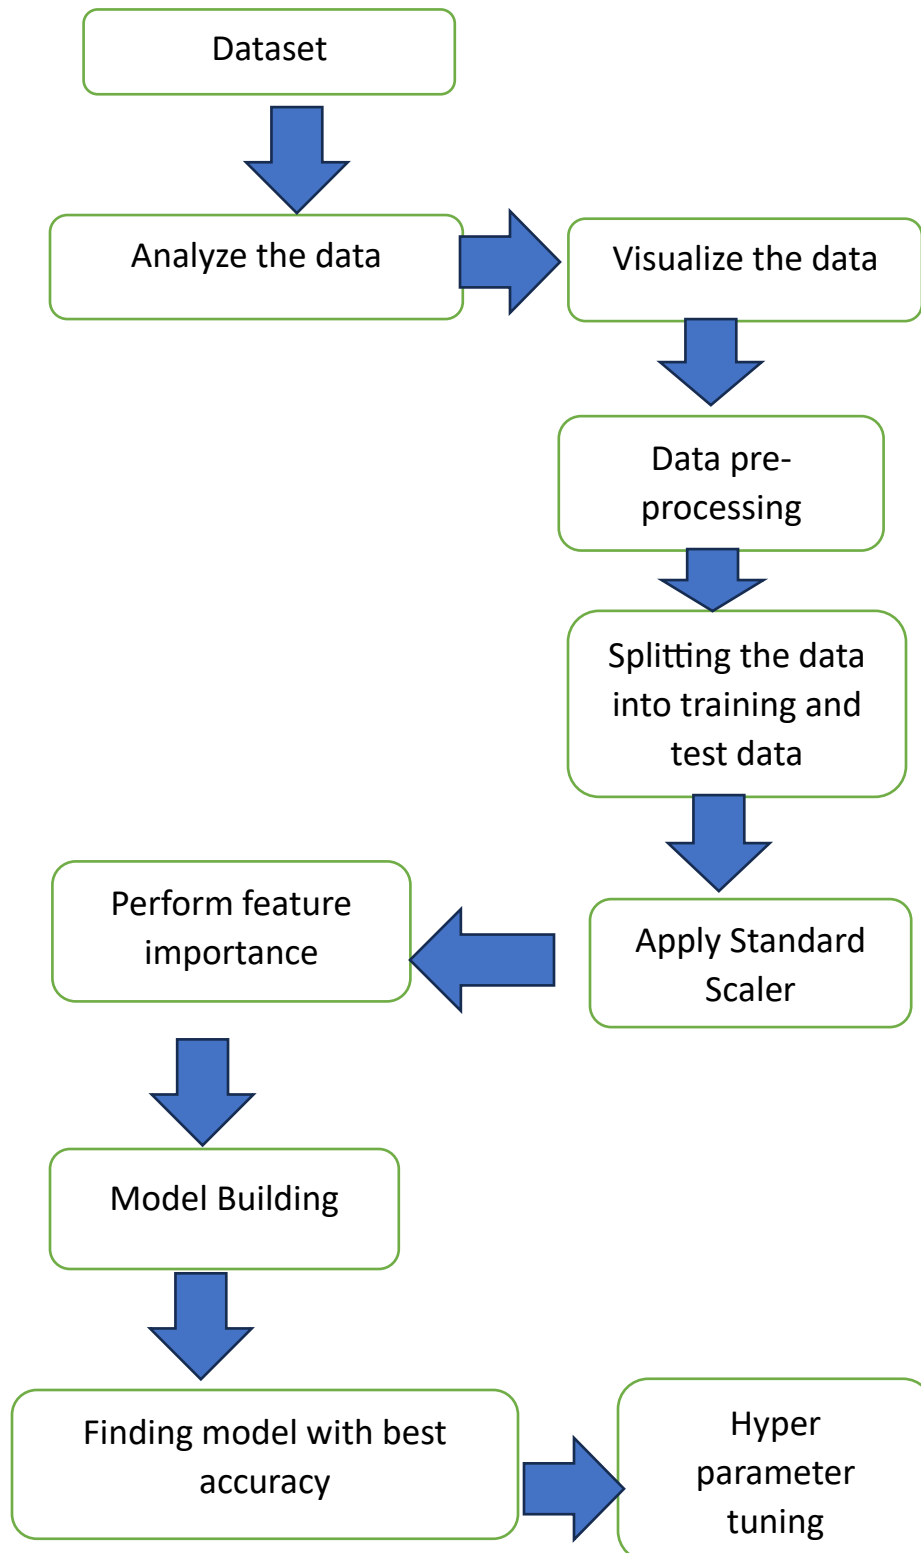 Dataset
Analyze the data
Visualize the data
Data pre-
processing
Splitting the data
into training and
test data
Apply Standard
Scaler
Perform feature
importance
Model Building
Finding model with best
accuracy
Hyper
parameter
tuning